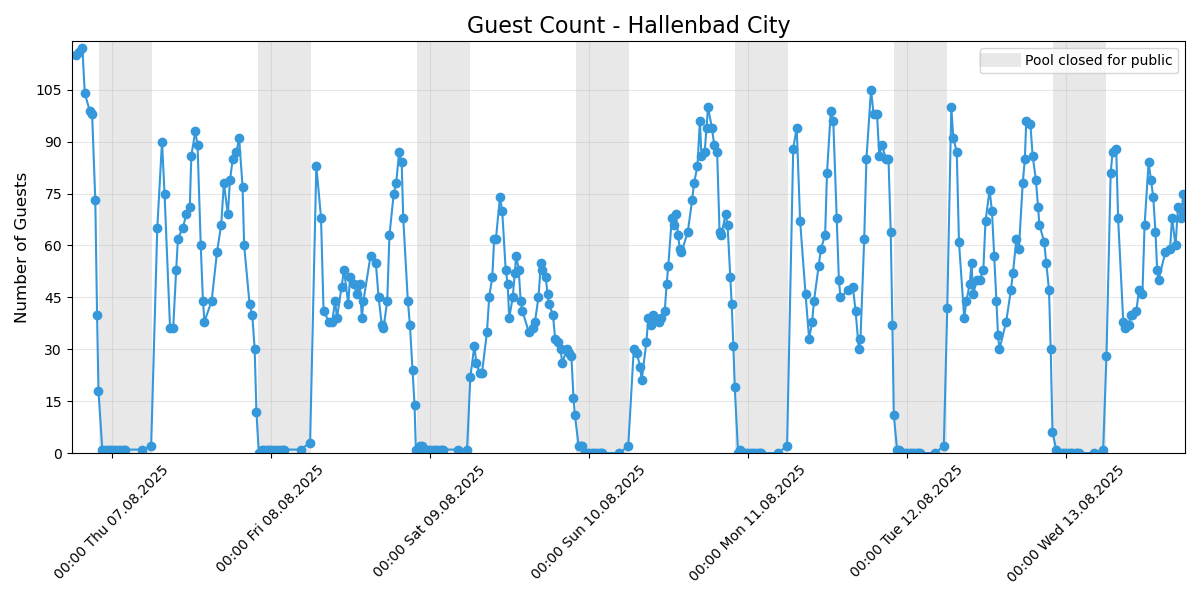 Guest Count - Hallenbad City
Pool closed for public
Number of Guests
105
90
75
60
45
30
15
0
00:00 Thu 07.08.2025
00:00 Fri 08.08.2025
00:00 Sat 09.08.2025
00:00 Sun 10.08.2025
00:00 Mon 11.08.2025
00:00 Tue 12.08.2025
00:00 Wed 13.08.2025